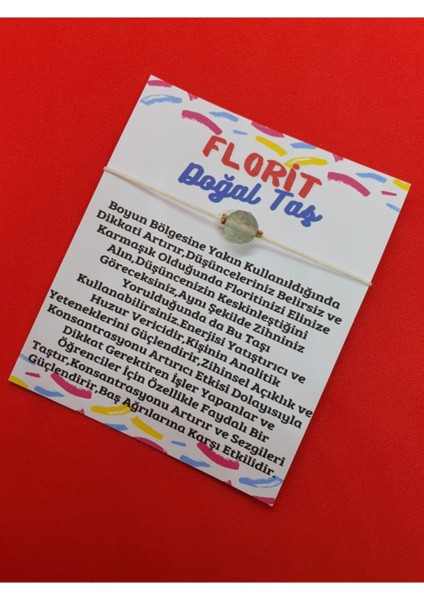 FLORİT
Doğal Taş
Boyun Bölgesine Yakın Kullanıldığında
Dikkati Artırır,Düşünceleriniz Belirsiz ve
Karmaşık Olduğunda Floritinizi Elinize
Alın,Düşüncenizin Keskinleştiğini
Göreceksiniz,Aynı Şekilde Zihniniz
Yorulduğunda da Bu Taşı
Kullanabilirsiniz.Enerjisi Yatıştırıcı ve
Huzur Vericidir,Kişinin Analitik
Yeteneklerini Güçlendirir,Zihinsel Açıklık ve
Konsantrasyonu Artırıcı Etkisi Dolayısıyla
Dikkat Gerektiren İşler Yapanlar ve
Öğrenciler İçin Özellikle Faydalı Bir
Taştır,Konsantrasyonu Artırır ve Sezgileri
Güçlendirir,Baş Ağrılarına Karşı Etkilidir.